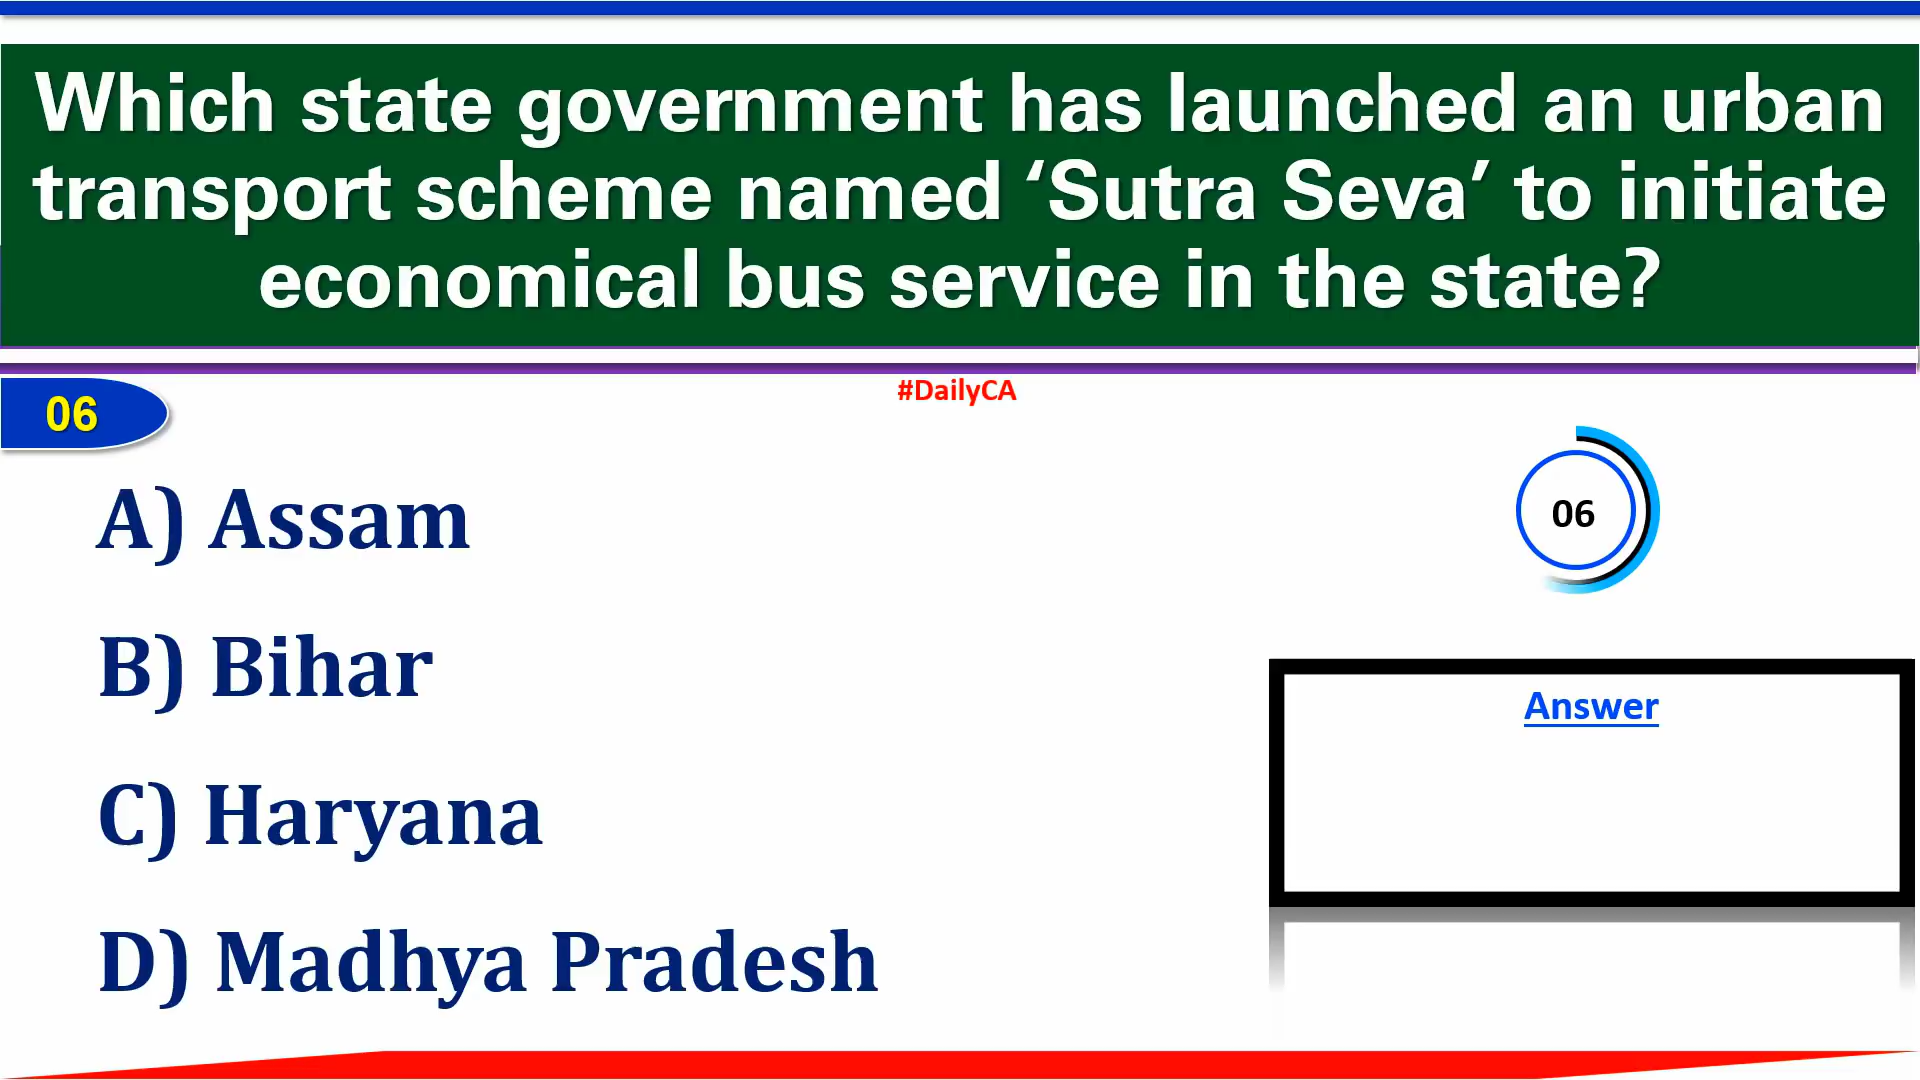 Which state government has launched an urban
transport scheme named ‘Sutra Seva’ to initiate
economical bus service in the state?
#DailyCA
06
A) Assam
06
B) Bihar
Answer
C) Haryana
D) Madhya Pradesh